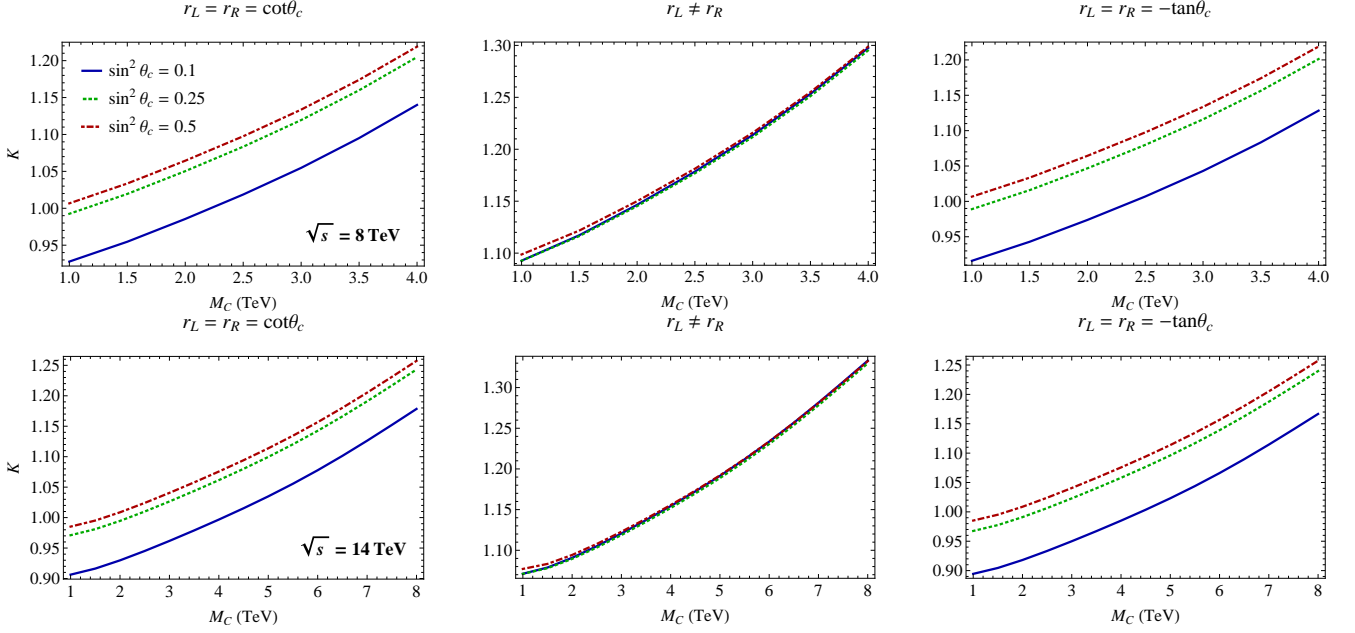 r_L = r_R = cotθ_c
r_L ≠ r_R
r_L = r_R = −tanθ_c
K
1.20
1.15
1.10
1.05
1.00
0.95
sin² θ_c = 0.1
sin² θ_c = 0.25
sin² θ_c = 0.5
√s = 8 TeV
1.0 1.5 2.0 2.5 3.0 3.5 4.0
M_C (TeV)
1.30
1.25
1.20
1.15
1.10
1.0 1.5 2.0 2.5 3.0 3.5 4.0
M_C (TeV)
1.20
1.15
1.10
1.05
1.00
0.95
1.0 1.5 2.0 2.5 3.0 3.5 4.0
M_C (TeV)
r_L = r_R = cotθ_c
r_L ≠ r_R
r_L = r_R = −tanθ_c
K
1.25
1.20
1.15
1.10
1.05
1.00
0.95
0.90
√s = 14 TeV
1 2 3 4 5 6 7 8
M_C (TeV)
1.30
1.25
1.20
1.15
1.10
1 2 3 4 5 6 7 8
M_C (TeV)
1.25
1.20
1.15
1.10
1.05
1.00
0.95
0.90
1 2 3 4 5 6 7 8
M_C (TeV)